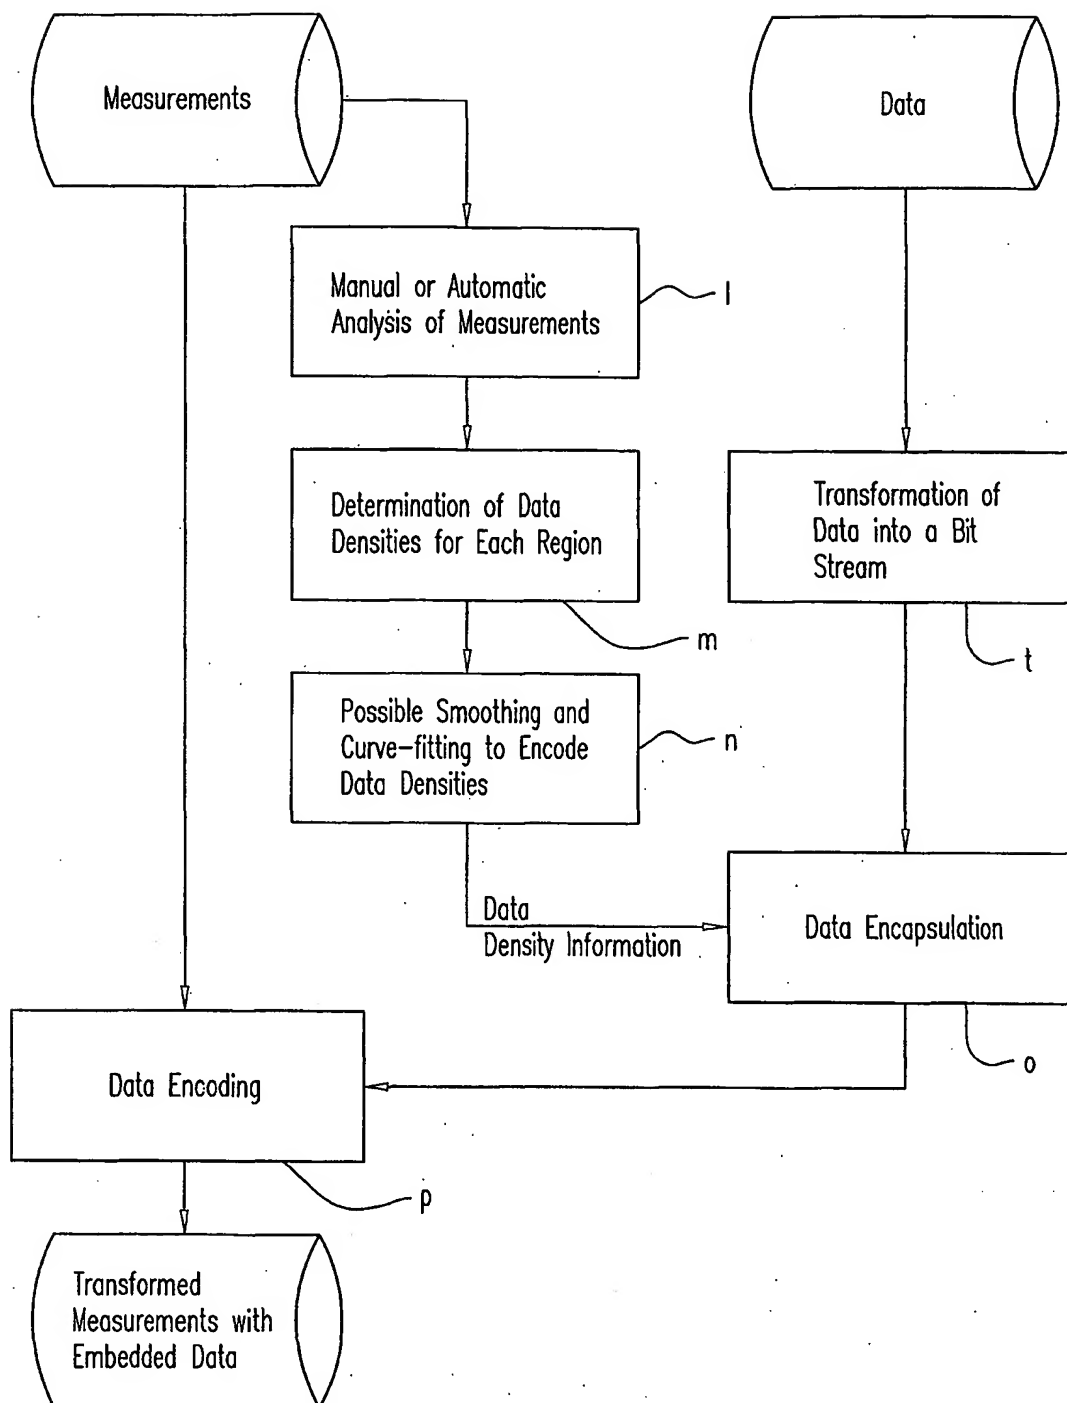 Measurements
Data
Manual or Automatic
Analysis of Measurements
l
Determination of Data
Densities for Each Region
m
Transformation of
Data into a Bit
Stream
t
Possible Smoothing and
Curve-fitting to Encode
Data Densities
n
Data
Density Information
Data Encapsulation
o
Data Encoding
p
Transformed
Measurements with
Embedded Data